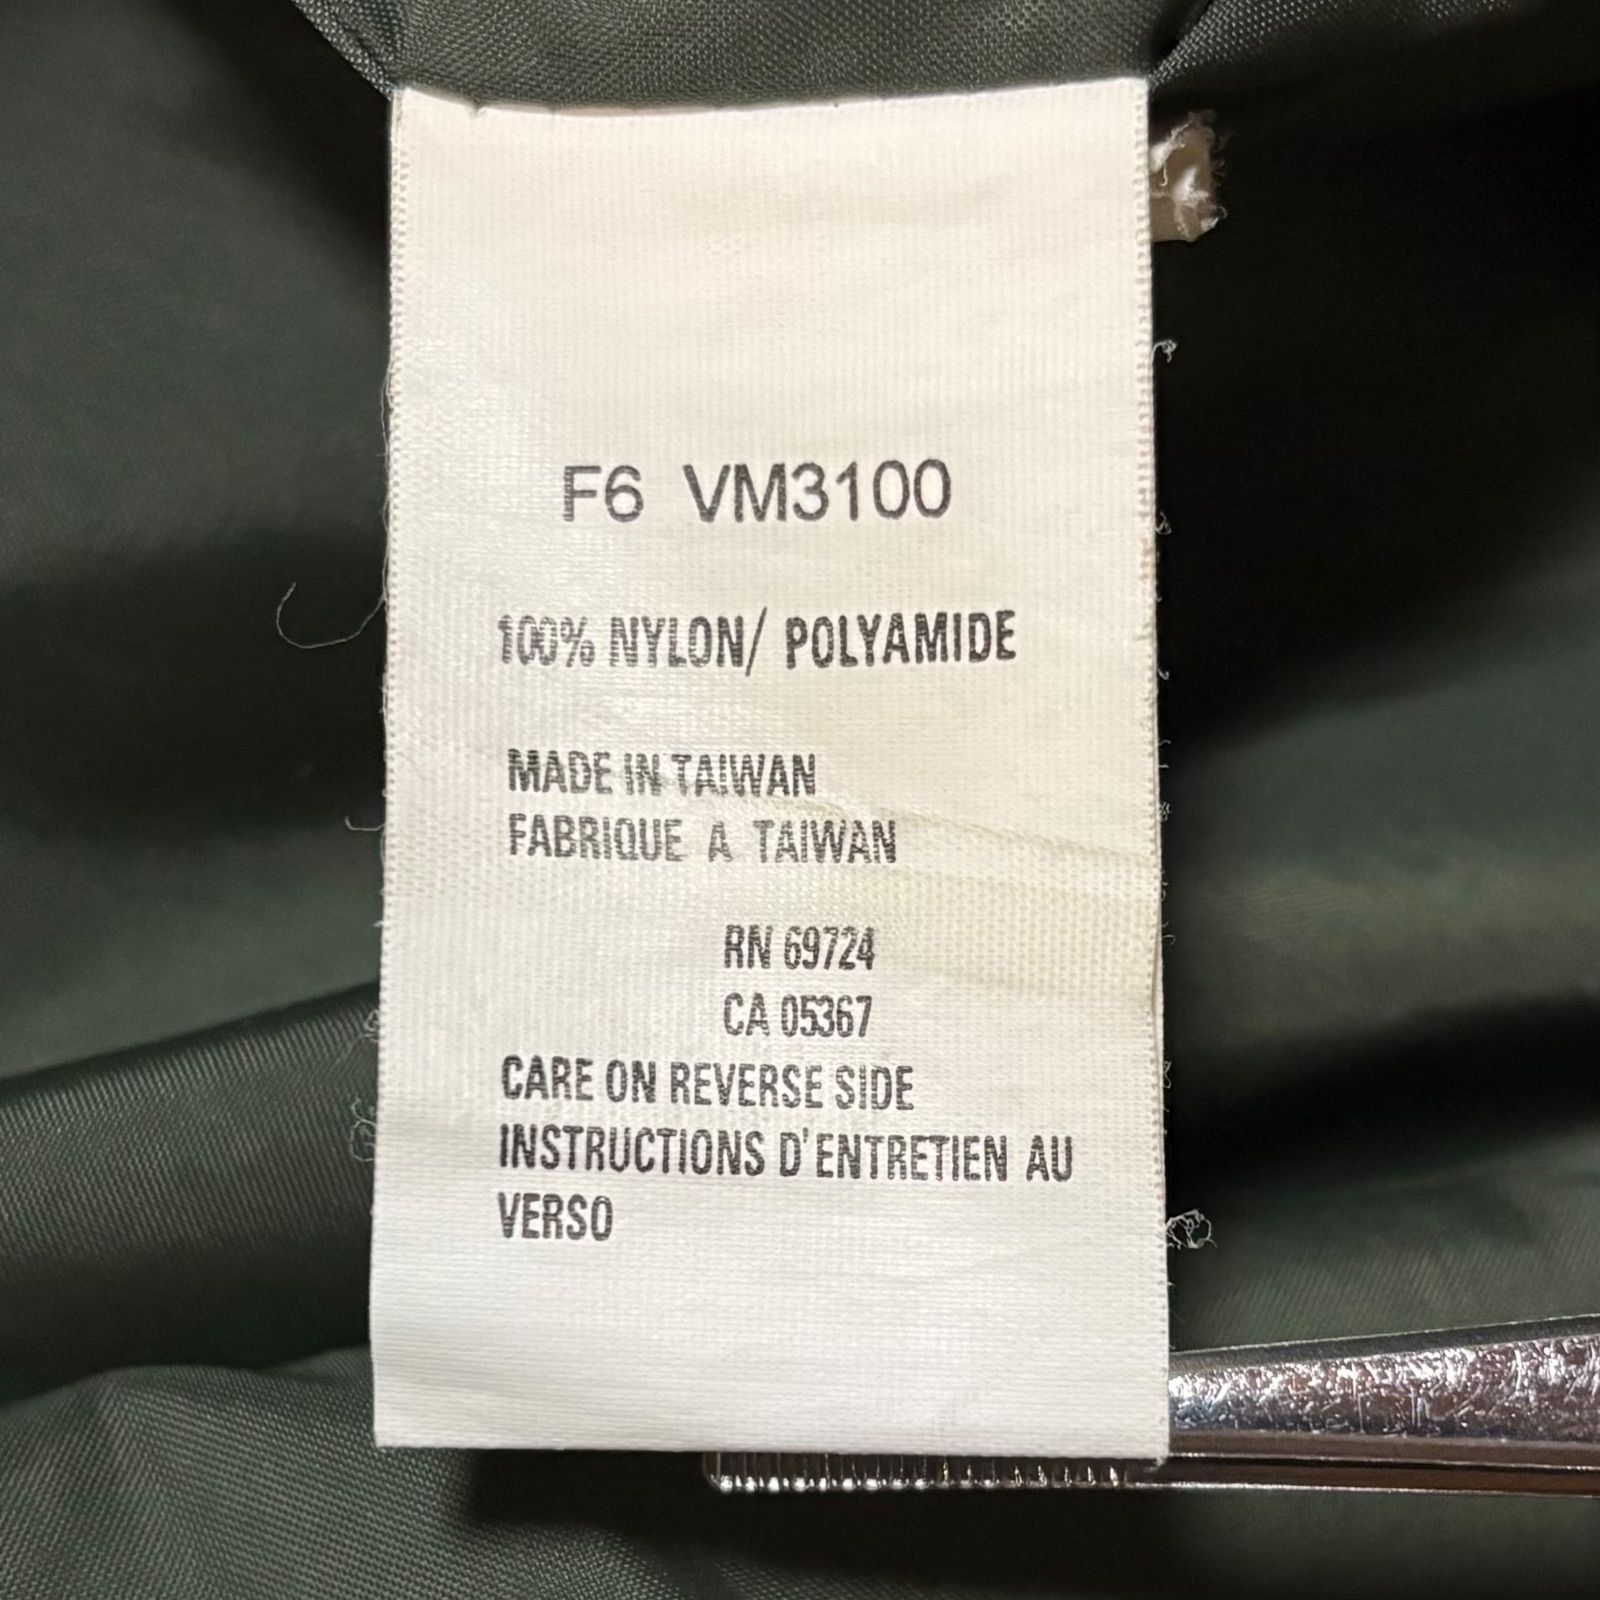 F6 VM3100
100% NYLON/ POLYAMIDE
MADE IN TAIWAN
FABRIQUE A TAIWAN
RN 69724
CA 05367
CARE ON REVERSE SIDE
INSTRUCTIONS D'ENTRETIEN AU
VERSO